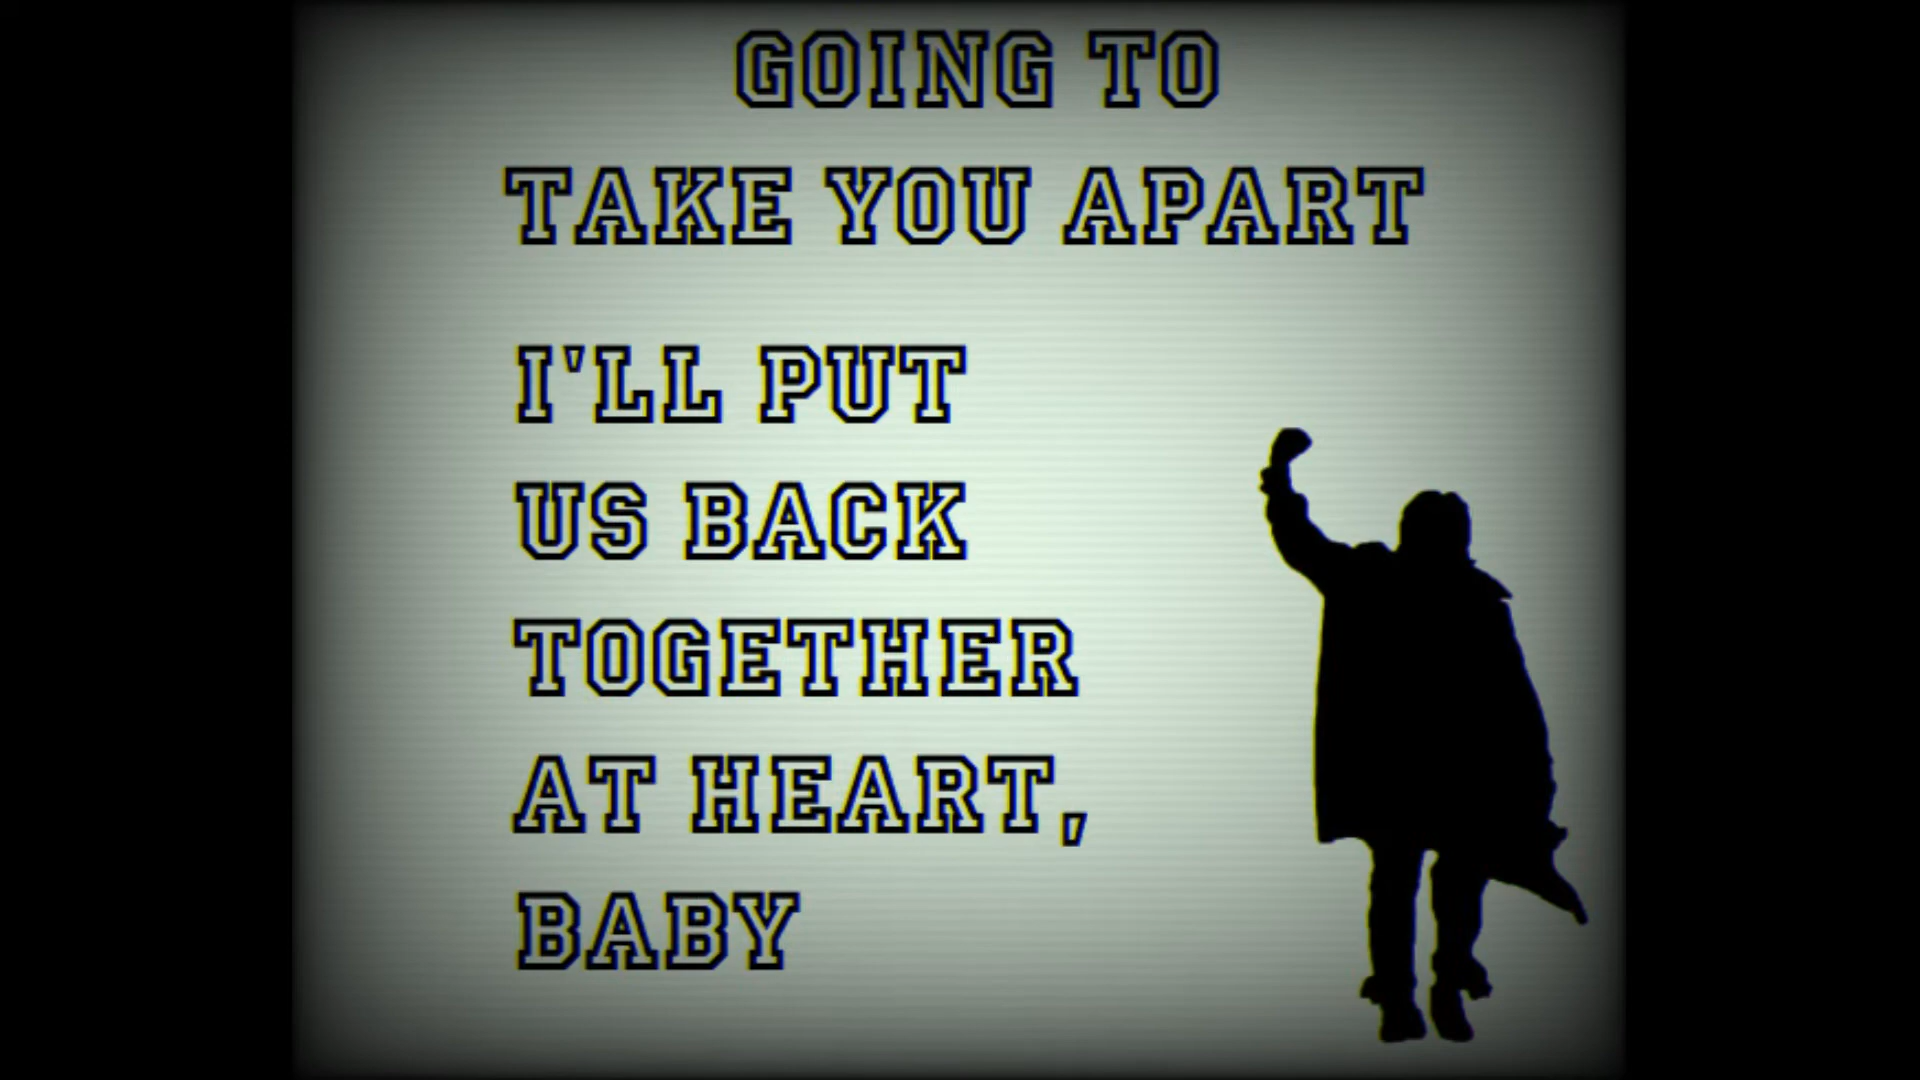 GOING TO
TAKE YOU APART
I'LL PUT
US BACK
TOGETHER
AT HEART,
BABY